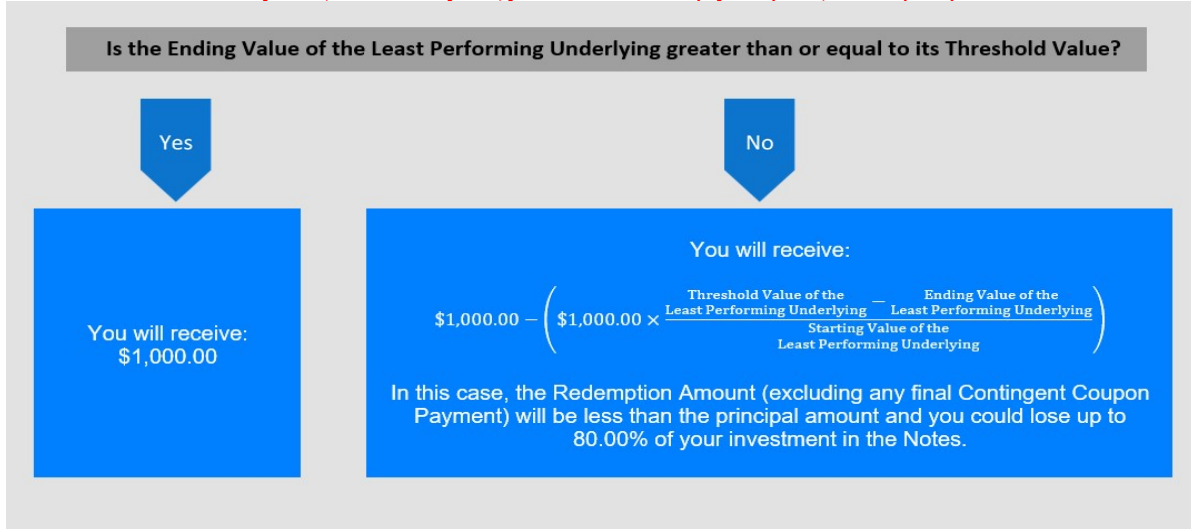 Is the Ending Value of the Least Performing Underlying greater than or equal to its Threshold Value?
Yes
No
You will receive:
$1,000.00
You will receive:
$1,000.00 − ($1,000.00 × (Threshold Value of the Least Performing Underlying − Ending Value of the Least Performing Underlying) / Starting Value of the Least Performing Underlying)
In this case, the Redemption Amount (excluding any final Contingent Coupon
Payment) will be less than the principal amount and you could lose up to
80.00% of your investment in the Notes.